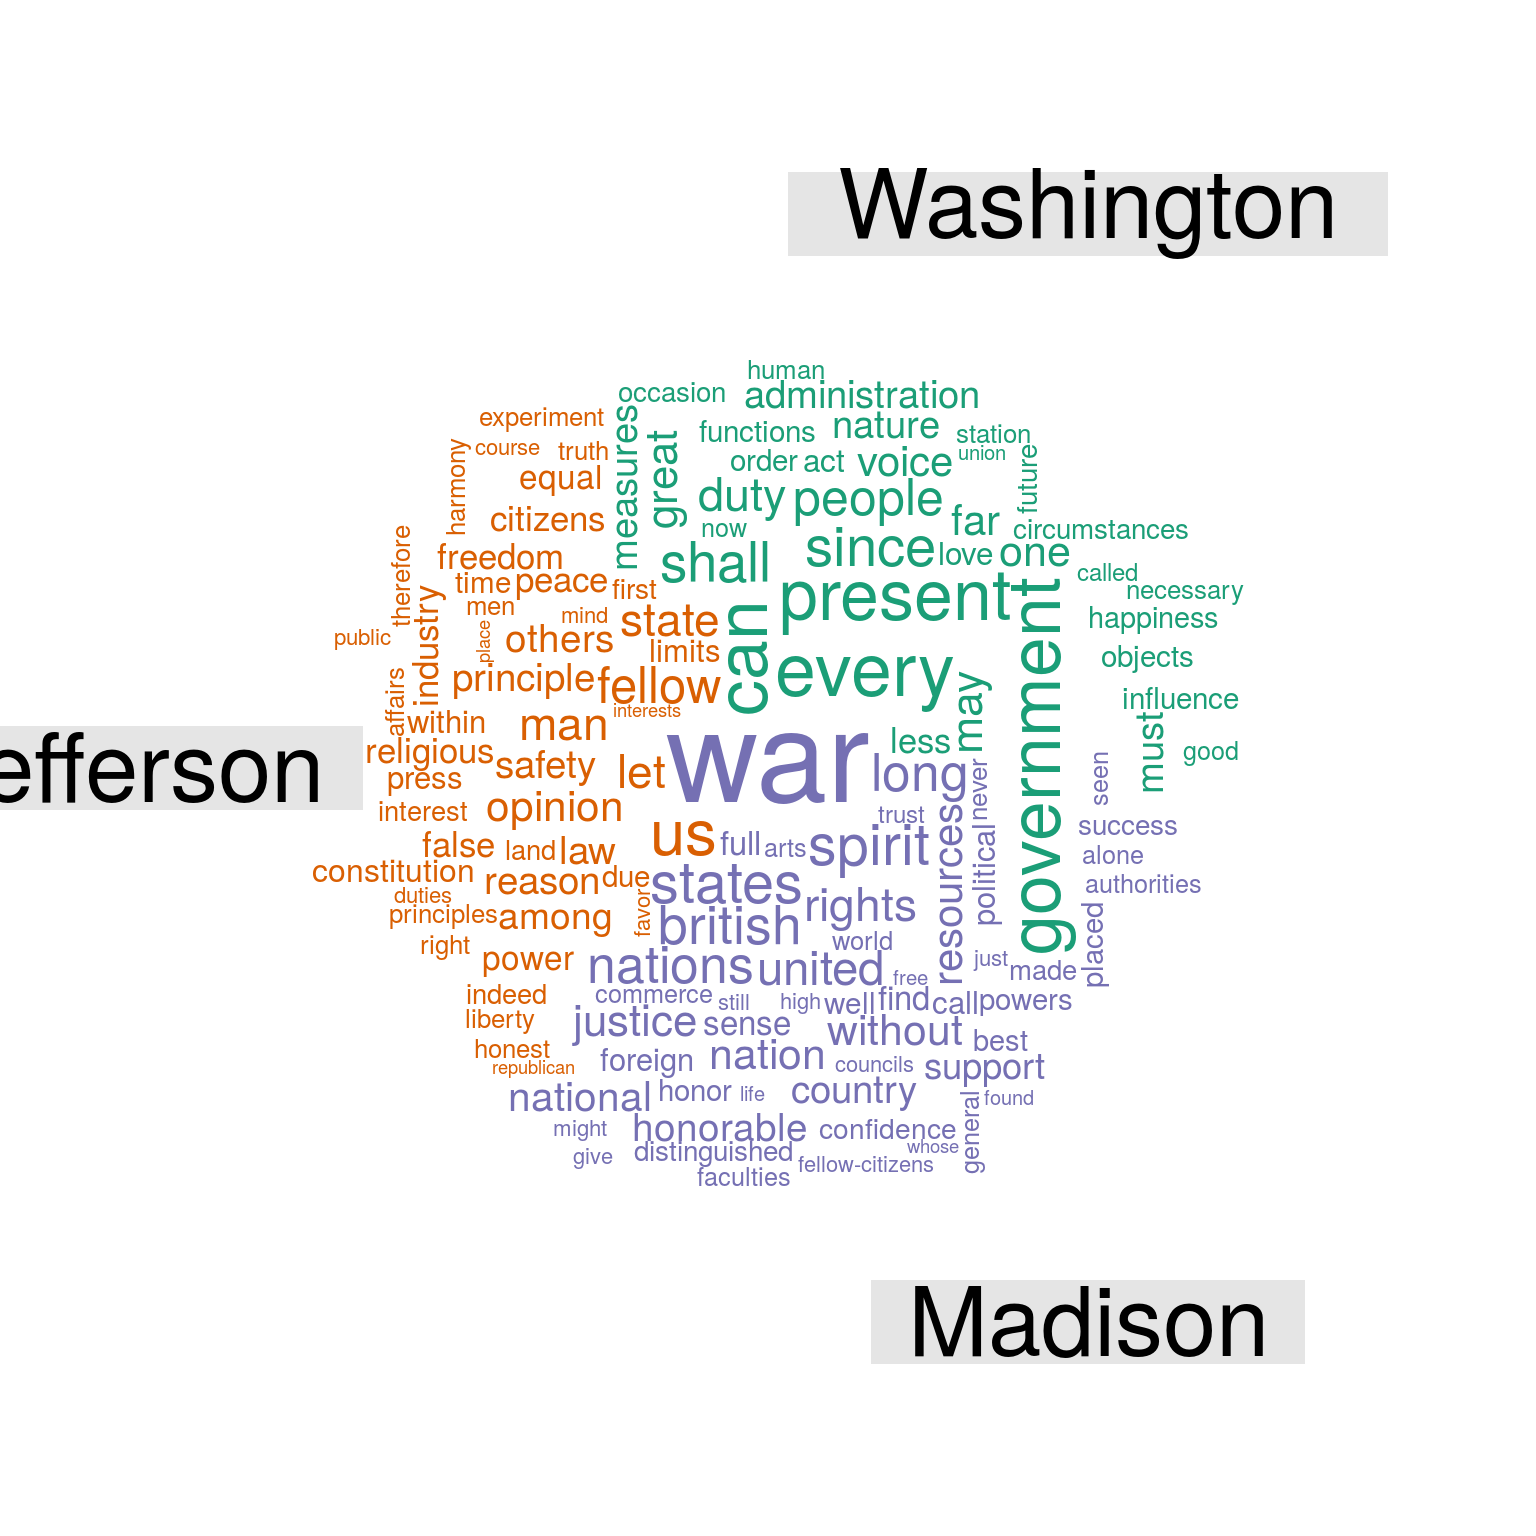 Washington
human
occasion
administration
experiment
measures
functions
nature
station
great
course
truth
harmony
order
act
voice
union
future
equal
duty
people
far
citizens
now
circumstances
therefore
freedom
shall
since
love
one
time
peace
first
present
called
necessary
industry
men
mind
state
can
government
happiness
public
place
others
limits
every
objects
affairs
principle
fellow
may
influence
within
man
interests
war
less
must
good
efferson
religious
safety
let
long
never
seen
press
interest
opinion
us
trust
resources
success
false
land
law
full
arts
spirit
political
alone
constitution
reason
due
states
authorities
duties
favor
rights
placed
principles
among
british
right
world
power
nations
united
free
just
made
indeed
commerce
still
high
well
find
call
powers
liberty
justice
sense
without
best
honest
foreign
nation
councils
support
republican
national
honor
life
country
general
found
might
honorable
confidence
give
distinguished
whose
fellow-citizens
faculties
Madison